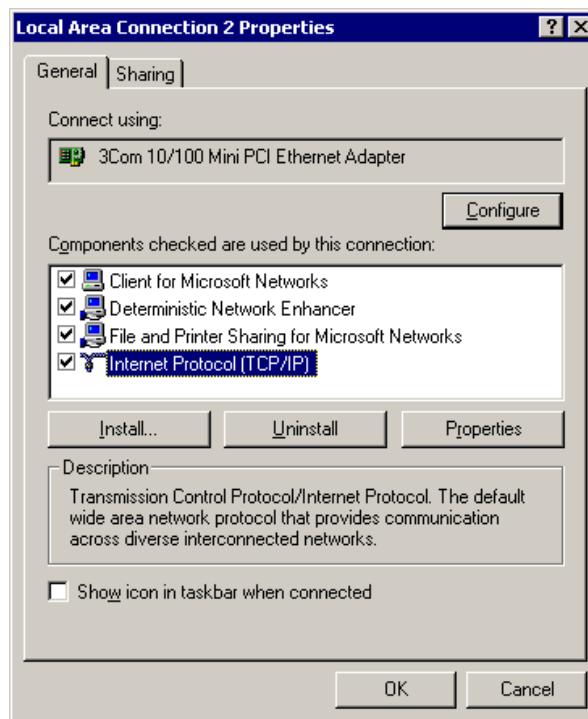 Local Area Connection 2 Properties
General Sharing
Connect using:
3Com 10/100 Mini PCI Ethernet Adapter
Configure
Components checked are used by this connection:
Client for Microsoft Networks
Deterministic Network Enhancer
File and Printer Sharing for Microsoft Networks
Internet Protocol (TCP/IP)
Install... Uninstall Properties
Description
Transmission Control Protocol/Internet Protocol. The default
wide area network protocol that provides communication
across diverse interconnected networks.
Show icon in taskbar when connected
OK Cancel